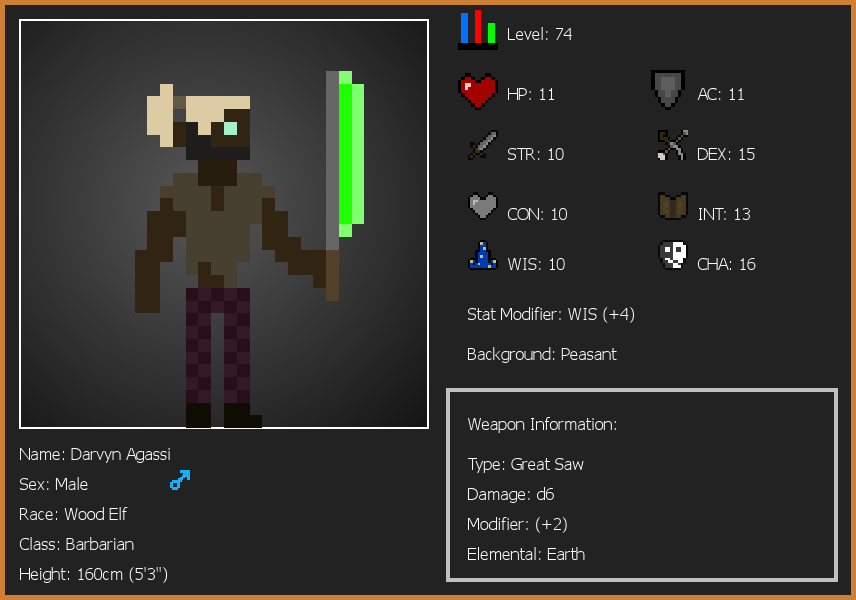 Level: 74
HP: 11
AC: 11
STR: 10
DEX: 15
CON: 10
INT: 13
WIS: 10
CHA: 16
Stat Modifier: WIS (+4)
Background: Peasant
Weapon Information:
Type: Great Saw
Damage: d6
Modifier: (+2)
Elemental: Earth
Name: Darvyn Agassi
Sex: Male
Race: Wood Elf
Class: Barbarian
Height: 160cm (5'3")